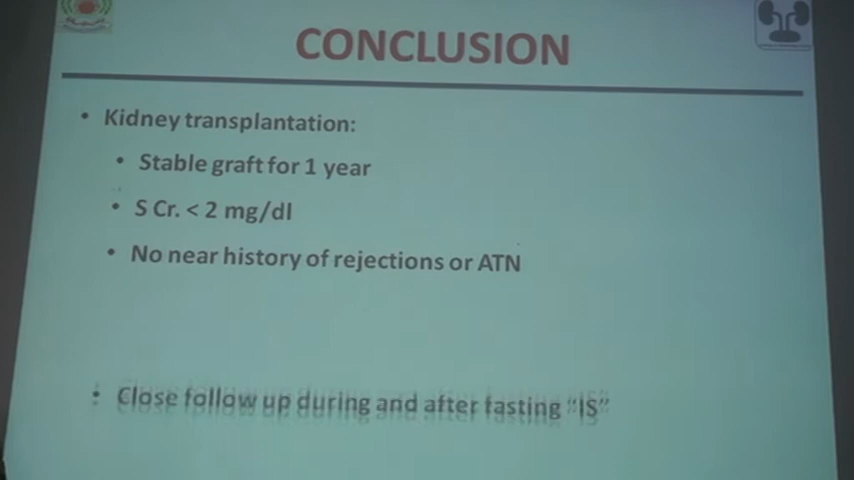 CONCLUSION
• Kidney transplantation:
• Stable graft for 1 year
• S Cr. < 2 mg/dl
• No near history of rejections or ATN
• Close follow up during and after fasting “IS”